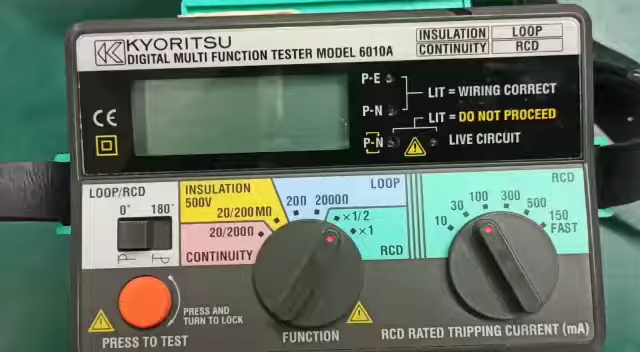 KYORITSU
DIGITAL MULTI FUNCTION TESTER MODEL 6010A
INSULATION LOOP
CONTINUITY RCD
P-E
LIT = WIRING CORRECT
P-N
LIT = DO NOT PROCEED
P-N LIVE CIRCUIT
CE
LOOP/RCD
0° 180°
INSULATION
500V
20/200MΩ
20/200Ω
CONTINUITY
20Ω 2000Ω
LOOP
×1/2
×1
RCD
RCD
10 30 100 300 500 150
FAST
PRESS AND
TURN TO LOCK
PRESS TO TEST
FUNCTION
RCD RATED TRIPPING CURRENT (mA)